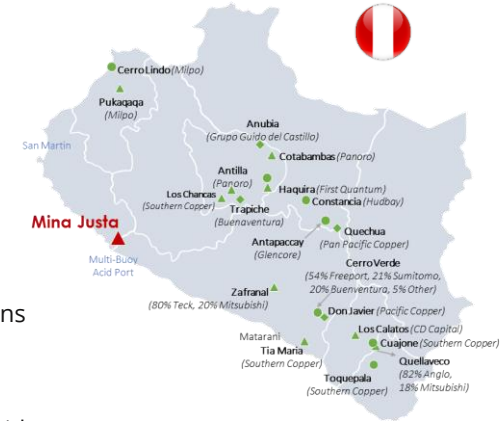 Cerro Lindo (Milpo)
Pukaqaqa
(Milpo)
San Martin
Anubia
(Grupo Guido del Castillo)
Cotabambas (Panoro)
Antilla
(Panoro)
Haquira (First Quantum)
Los Chancas
(Southern Copper)
Constancia (Hudbay)
Trapiche
(Buenaventura)
Mina Justa
Quechua
(Pan Pacific Copper)
Antapaccay
(Glencore)
Multi-Buoy
Acid Port
Cerro Verde
(54% Freeport, 21% Sumitomo,
20% Buenventura, 5% Other)
Zafranal
(80% Teck, 20% Mitsubishi)
ns
Don Javier (Pacific Copper)
Los Calatos (CD Capital)
Matarani
Cuajone (Southern Copper)
Tia Maria
(Southern Copper)
Quellaveco
(82% Anglo,
18% Mitsubishi)
Toquepala
(Southern Copper)